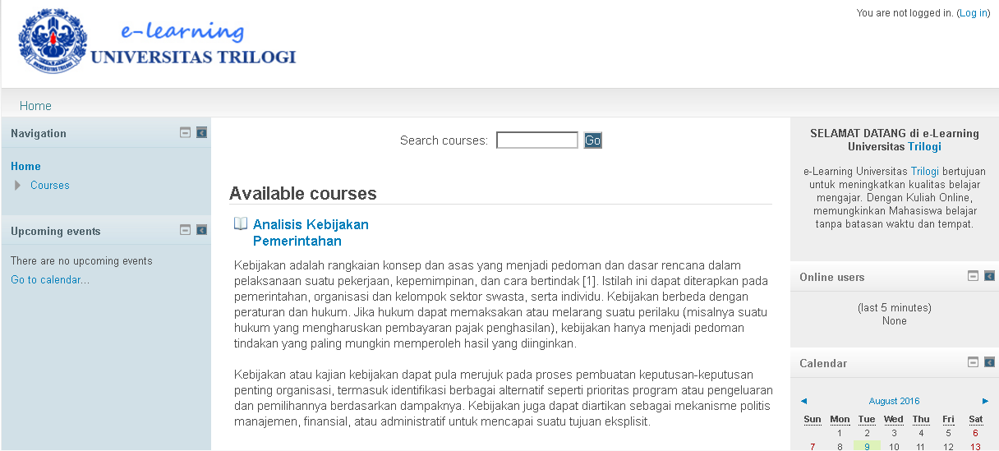 You are not logged in. (Log in)
e-learning
UNIVERSITAS TRILOGI
Home
Navigation
Home
Courses
Upcoming events
There are no upcoming events
Go to calendar...
Search courses:
Go
Available courses
Analisis Kebijakan
Pemerintahan
Kebijakan adalah rangkaian konsep dan asas yang menjadi pedoman dan dasar rencana dalam
pelaksanaan suatu pekerjaan, kepemimpinan, dan cara bertindak [1]. Istilah ini dapat diterapkan pada
pemerintahan, organisasi dan kelompok sektor swasta, serta individu. Kebijakan berbeda dengan
peraturan dan hukum. Jika hukum dapat memaksakan atau melarang suatu perilaku (misalnya suatu
hukum yang mengharuskan pembayaran pajak penghasilan), kebijakan hanya menjadi pedoman
tindakan yang paling mungkin memperoleh hasil yang diinginkan.
Kebijakan atau kajian kebijakan dapat pula merujuk pada proses pembuatan keputusan-keputusan
penting organisasi, termasuk identifikasi berbagai alternatif seperti prioritas program atau pengeluaran
dan pemilihannya berdasarkan dampaknya. Kebijakan juga dapat diartikan sebagai mekanisme politis
manajemen, finansial, atau administratif untuk mencapai suatu tujuan eksplisit.
SELAMAT DATANG di e-Learning
Universitas Trilogi
e-Learning Universitas Trilogi bertujuan
untuk meningkatkan kualitas belajar
mengajar. Dengan Kuliah Online,
memungkinkan Mahasiswa belajar
tanpa batasan waktu dan tempat.
Online users
(last 5 minutes)
None
Calendar
August 2016
Sun Mon Tue Wed Thu Fri Sat
1 2 3 4 5 6
7 8 9 10 11 12 13